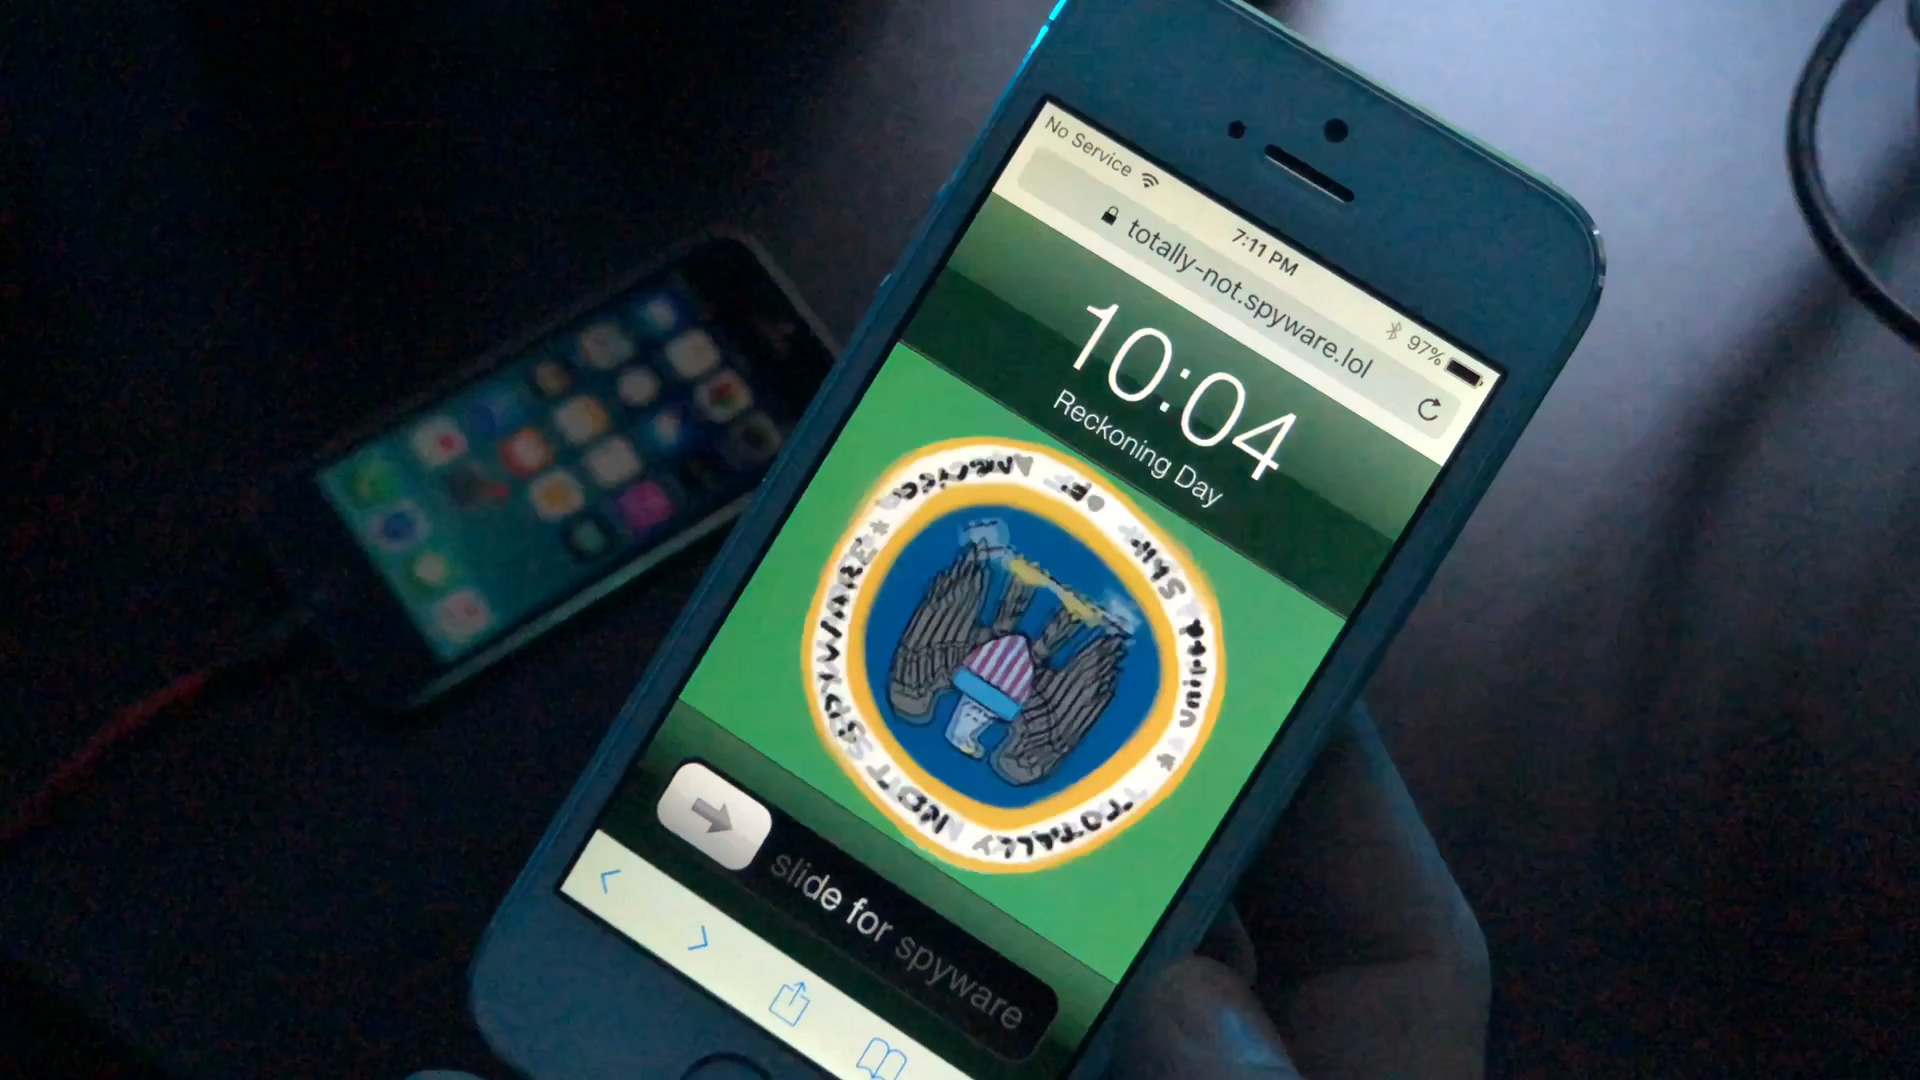 No Service
7:11 PM
97%
totally-not.spyware.lol
10:04
Reckoning Day
TOTALLY NOT SPYWARE
slide for spyware